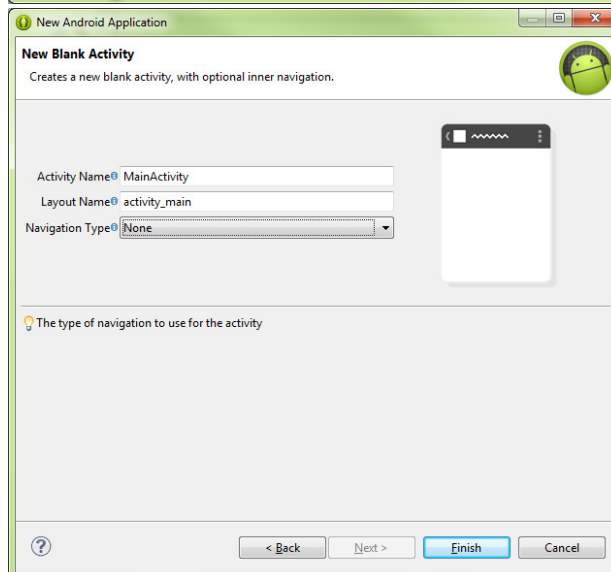 New Android Application
New Blank Activity
Creates a new blank activity, with optional inner navigation.
Activity Name MainActivity
Layout Name activity_main
Navigation Type None
The type of navigation to use for the activity
? < Back Next > Finish Cancel